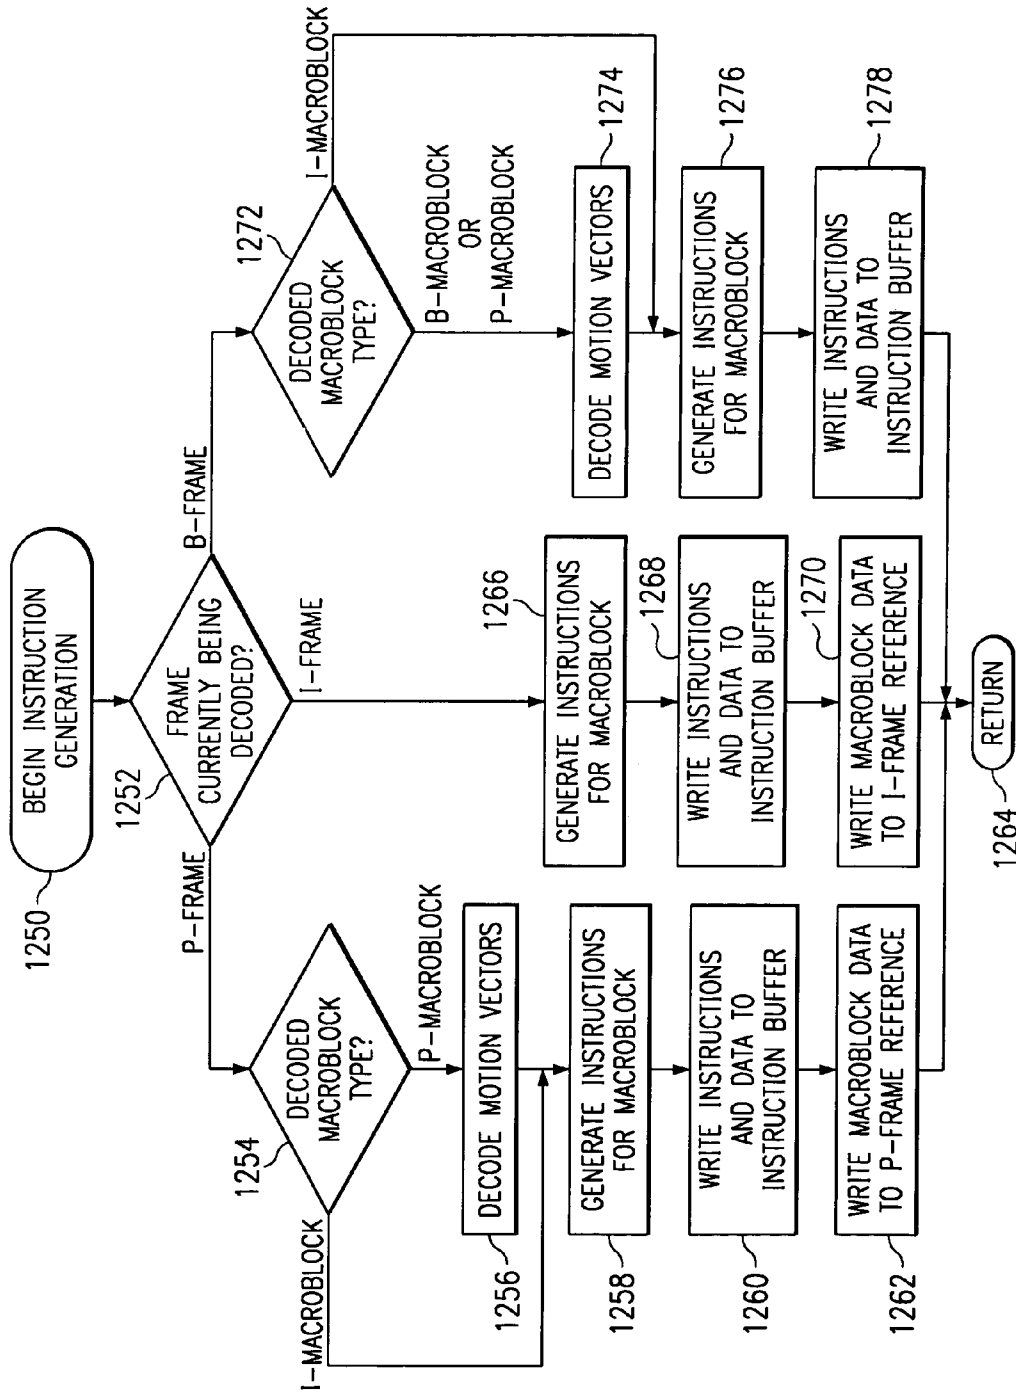 1250
BEGIN INSTRUCTION
GENERATION
1252
FRAME
CURRENTLY BEING
DECODED?
P-FRAME
I-FRAME
B-FRAME
1254
DECODED
MACROBLOCK
TYPE?
I-MACROBLOCK
P-MACROBLOCK
1256
DECODE MOTION VECTORS
1258
GENERATE INSTRUCTIONS
FOR MACROBLOCK
1260
WRITE INSTRUCTIONS
AND DATA TO
INSTRUCTION BUFFER
1262
WRITE MACROBLOCK DATA
TO P-FRAME REFERENCE
1266
GENERATE INSTRUCTIONS
FOR MACROBLOCK
1268
WRITE INSTRUCTIONS
AND DATA TO
INSTRUCTION BUFFER
1270
WRITE MACROBLOCK DATA
TO I-FRAME REFERENCE
1272
DECODED
MACROBLOCK
TYPE?
I-MACROBLOCK
B-MACROBLOCK
OR
P-MACROBLOCK
1274
DECODE MOTION VECTORS
1276
GENERATE INSTRUCTIONS
FOR MACROBLOCK
1278
WRITE INSTRUCTIONS
AND DATA TO
INSTRUCTION BUFFER
1264
RETURN